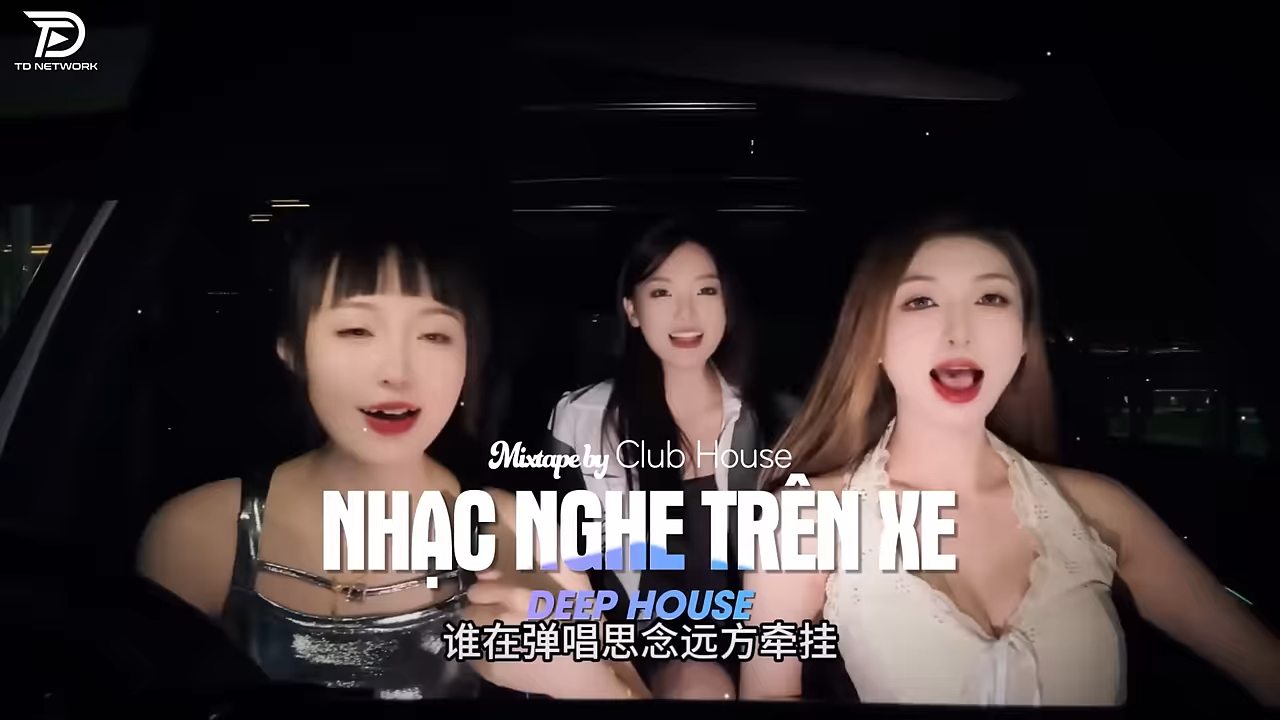 TD NETWORK
Mixtape by Club House
NHẠC NGHE TRÊN XE
DEEP HOUSE
谁在弹唱思念远方牵挂